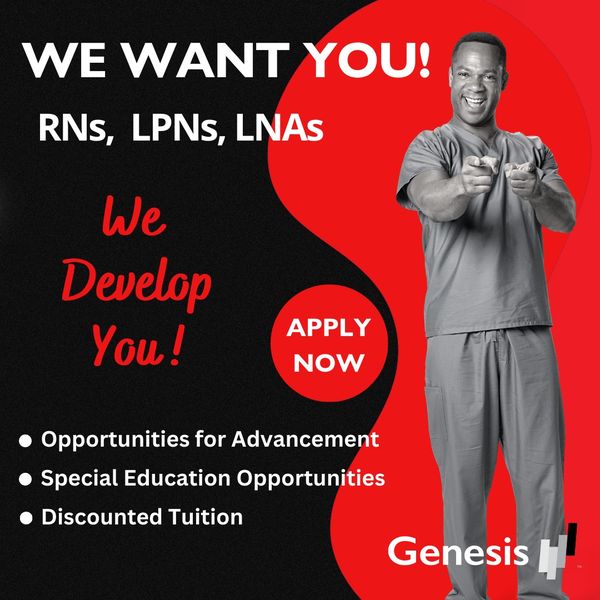 WE WANT YOU!
RNs, LPNs, LNAs
We
Develop
You!
APPLY
NOW
Opportunities for Advancement
Special Education Opportunities
Discounted Tuition
Genesis